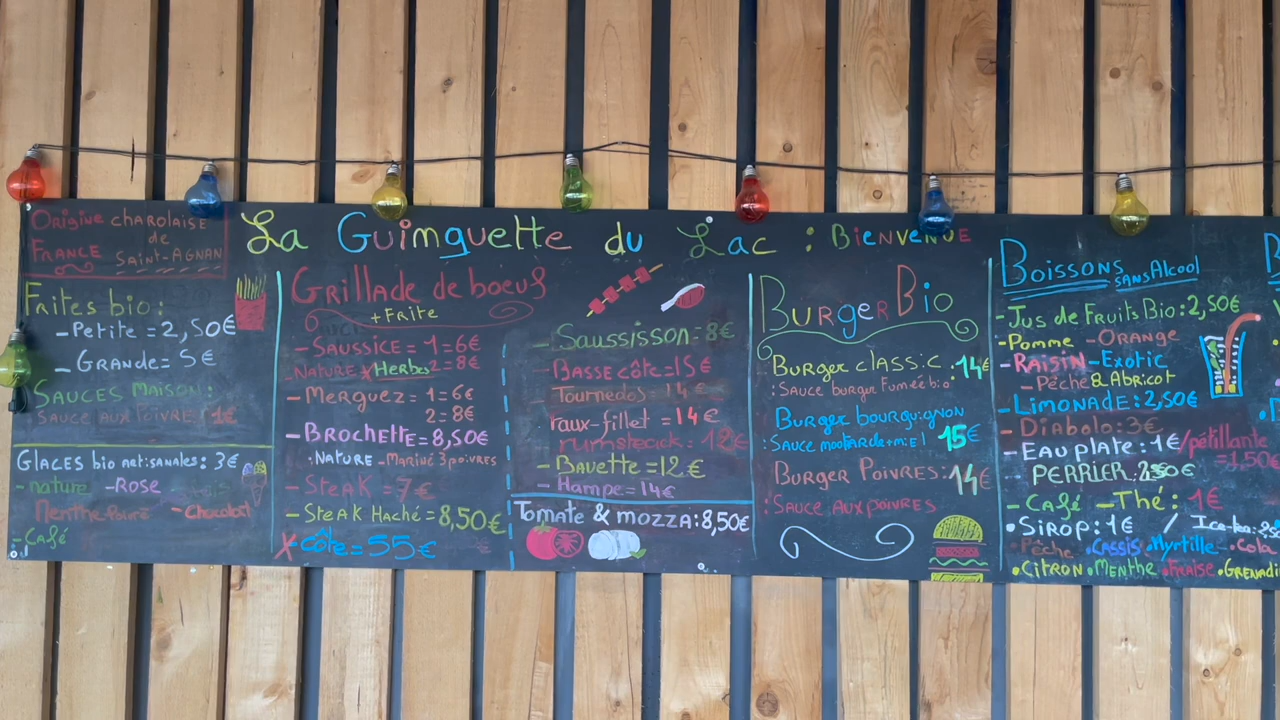 La Guinguette du Lac : Bienvenue
Origine charolaise
de
France Saint-Agnan
Frites bio :
-Petite = 2,50€
-Grande = 5€
Sauces Maison :
Sauce aux poivre : 1€
Glaces bio artisanales : 3€
-nature -Rose
Menthe Poivre -Chocolat
-Café
Grillade de boeuf
+ Frite
-Saussice = 1=6€
-Nature X Herbes 2=8€
-Merguez = 1=6€
2=8€
-Brochette = 8,50€
.Nature -Mariné 3 poivres
-Steak = 7€
-Steak Haché = 8,50€
X Côte = 55€
-Saussisson = 8€
-Basse côte = 15€
-Tournedos = 14€
faux-fillet = 14€
rumsteack = 12€
-Bavette = 12€
-Hampe = 14€
Tomate & mozza : 8,50€
Burger Bio
Burger classic : 14€
: Sauce burger Fumée bio
Burger bourguignon
: Sauce moutarde+miel 15€
Burger Poivres : 14€
: Sauce Aux poivres
Boissons sans Alcool
-Jus de Fruits Bio : 2,50€
-Pomme -Orange
-Raisin -Exotic
-Pêche & Abricot
-Limonade : 2,50€
-Diabolo : 3€
-Eau plate : 1€ / pétillante
= 1,50€
Perrier : 2,50€
-Café -Thé : 1€
•Sirop : 1€ / Ice-tea :
•Pêche •Cassis •Myrtille •Cola
•Citron •Menthe •Fraise •Grenadi